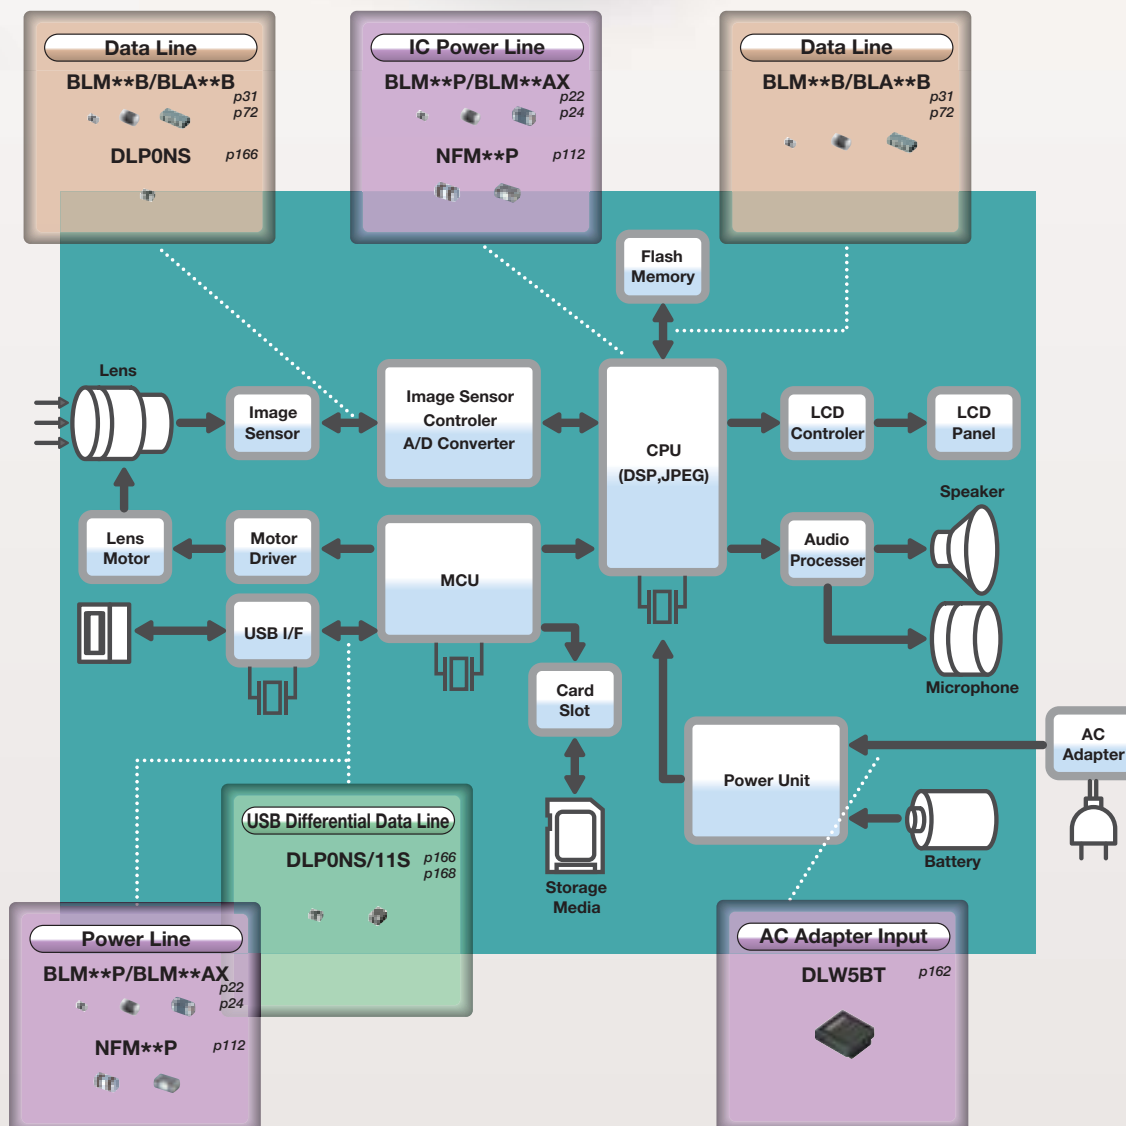 Data Line
BLM**B/BLA**B
p31
p72
DLP0NS
p166
IC Power Line
BLM**P/BLM**AX
p22
p24
NFM**P
p112
Data Line
BLM**B/BLA**B
p31
p72
Flash
Memory
Lens
Image
Sensor
Image Sensor
Controler
A/D Converter
CPU
(DSP,JPEG)
LCD
Controler
LCD
Panel
Speaker
Lens
Motor
Motor
Driver
MCU
Audio
Processer
USB I/F
Microphone
Card
Slot
Power Unit
AC
Adapter
Battery
Storage
Media
USB Differential Data Line
DLP0NS/11S
p166
p168
Power Line
BLM**P/BLM**AX
p22
p24
NFM**P
p112
AC Adapter Input
DLW5BT
p162